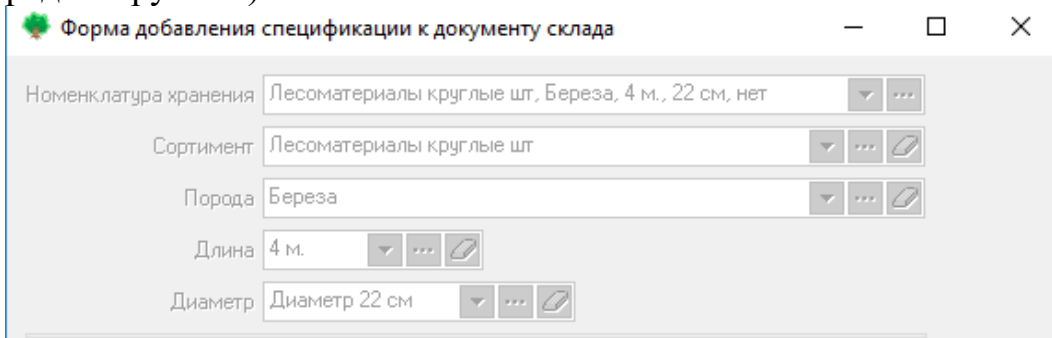 Форма добавления спецификации к документу склада
Номенклатура хранения Лесоматериалы круглые шт, Береза, 4 м., 22 см, нет
Сортимент Лесоматериалы круглые шт
Порода Береза
Длина 4 м.
Диаметр Диаметр 22 см